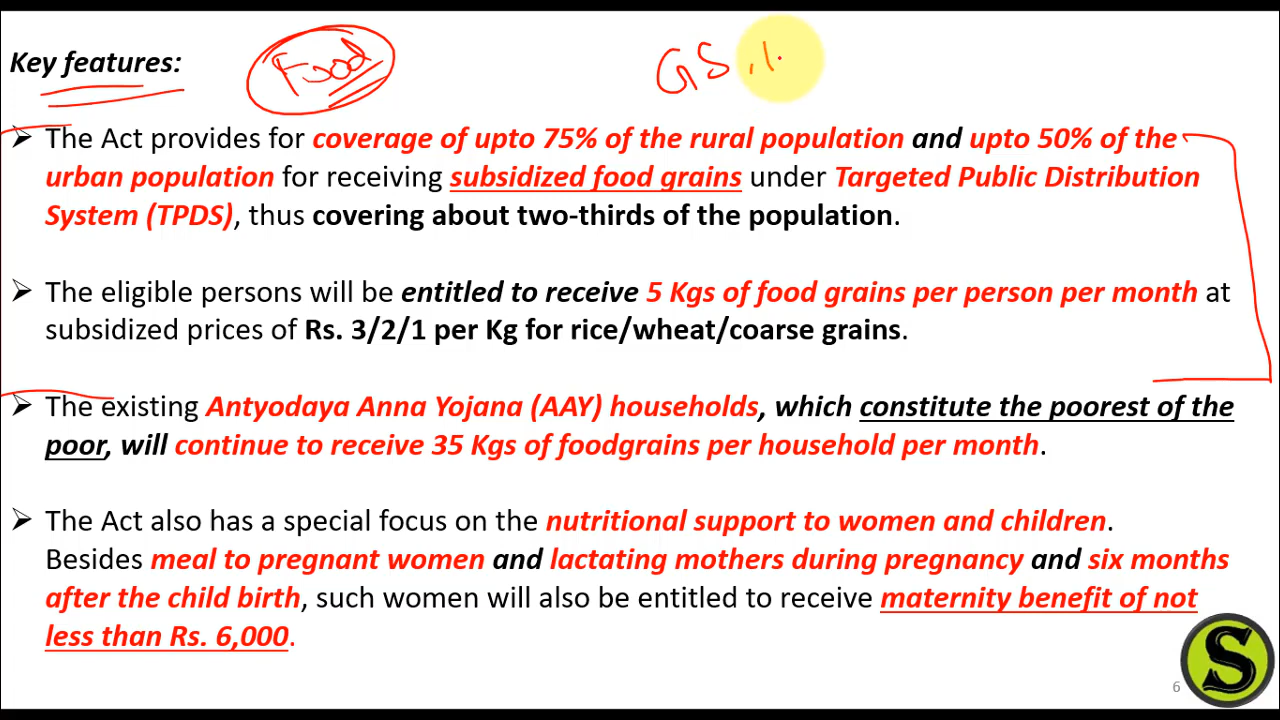 Key features:
Food
GS
➢ The Act provides for coverage of upto 75% of the rural population and upto 50% of the
urban population for receiving subsidized food grains under Targeted Public Distribution
System (TPDS), thus covering about two-thirds of the population.
➢ The eligible persons will be entitled to receive 5 Kgs of food grains per person per month at
subsidized prices of Rs. 3/2/1 per Kg for rice/wheat/coarse grains.
➢ The existing Antyodaya Anna Yojana (AAY) households, which constitute the poorest of the
poor, will continue to receive 35 Kgs of foodgrains per household per month.
➢ The Act also has a special focus on the nutritional support to women and children.
Besides meal to pregnant women and lactating mothers during pregnancy and six months
after the child birth, such women will also be entitled to receive maternity benefit of not
less than Rs. 6,000.
S
6